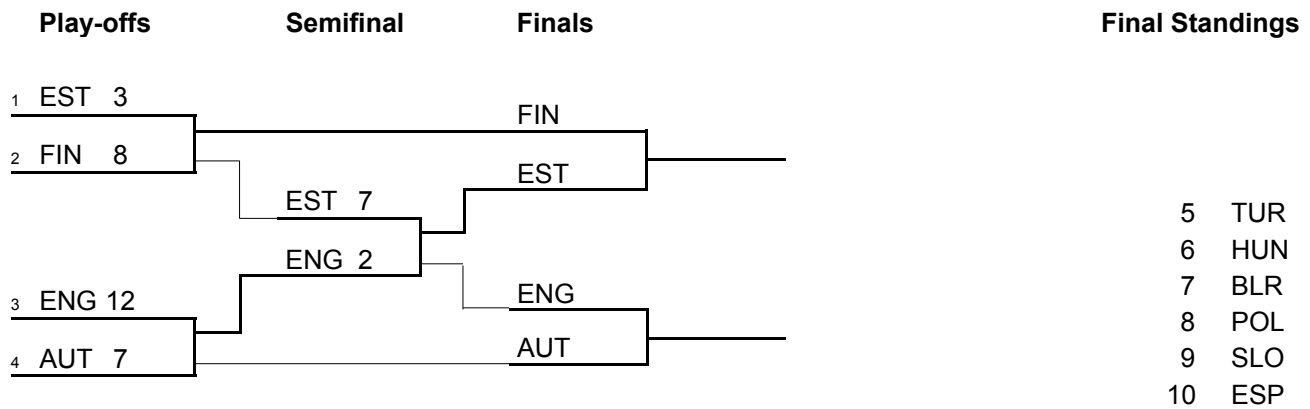 Play-offs Semifinal Finals Final Standings
1 EST 3
FIN
2 FIN 8
EST
EST 7
5 TUR
ENG 2
6 HUN
7 BLR
3 ENG 12
ENG
8 POL
4 AUT 7
AUT
9 SLO
10 ESP